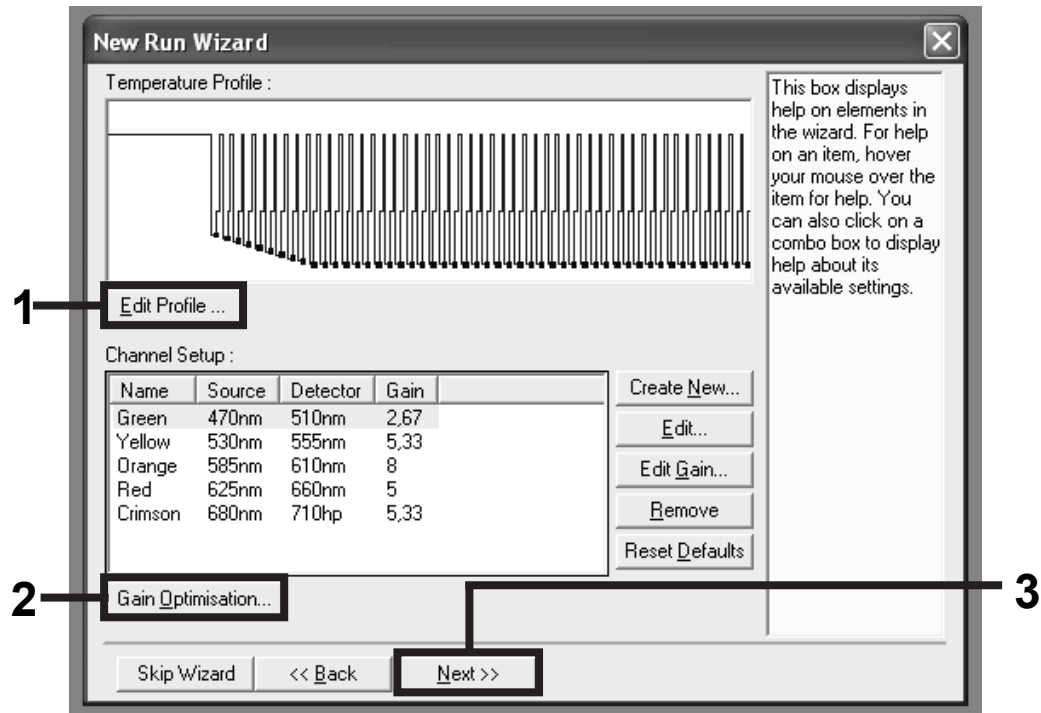 New Run Wizard
Temperature Profile :
This box displays
help on elements in
the wizard. For help
on an item, hover
your mouse over the
item for help. You
can also click on a
combo box to display
help about its
available settings.
1
Edit Profile ...
Channel Setup :
Name Source Detector Gain
Green 470nm 510nm 2,67
Yellow 530nm 555nm 5,33
Orange 585nm 610nm 8
Red 625nm 660nm 5
Crimson 680nm 710hp 5,33
Create New...
Edit...
Edit Gain...
Remove
Reset Defaults
2
Gain Optimisation...
3
Skip Wizard
<< Back
Next >>